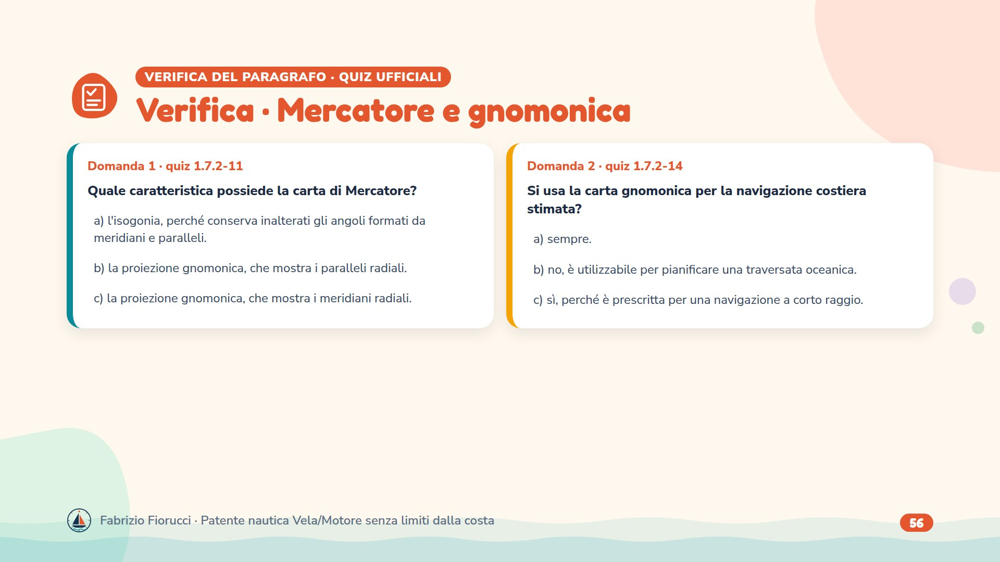 VERIFICA DEL PARAGRAFO · QUIZ UFFICIALI
Verifica · Mercatore e gnomonica
Domanda 1 · quiz 1.7.2-11
Quale caratteristica possiede la carta di Mercatore?
a) l'isogonia, perché conserva inalterati gli angoli formati da
meridiani e paralleli.
b) la proiezione gnomonica, che mostra i paralleli radiali.
c) la proiezione gnomonica, che mostra i meridiani radiali.
Domanda 2 · quiz 1.7.2-14
Si usa la carta gnomonica per la navigazione costiera
stimata?
a) sempre.
b) no, è utilizzabile per pianificare una traversata oceanica.
c) sì, perché è prescritta per una navigazione a corto raggio.
Fabrizio Fiorucci · Patente nautica Vela/Motore senza limiti dalla costa
56